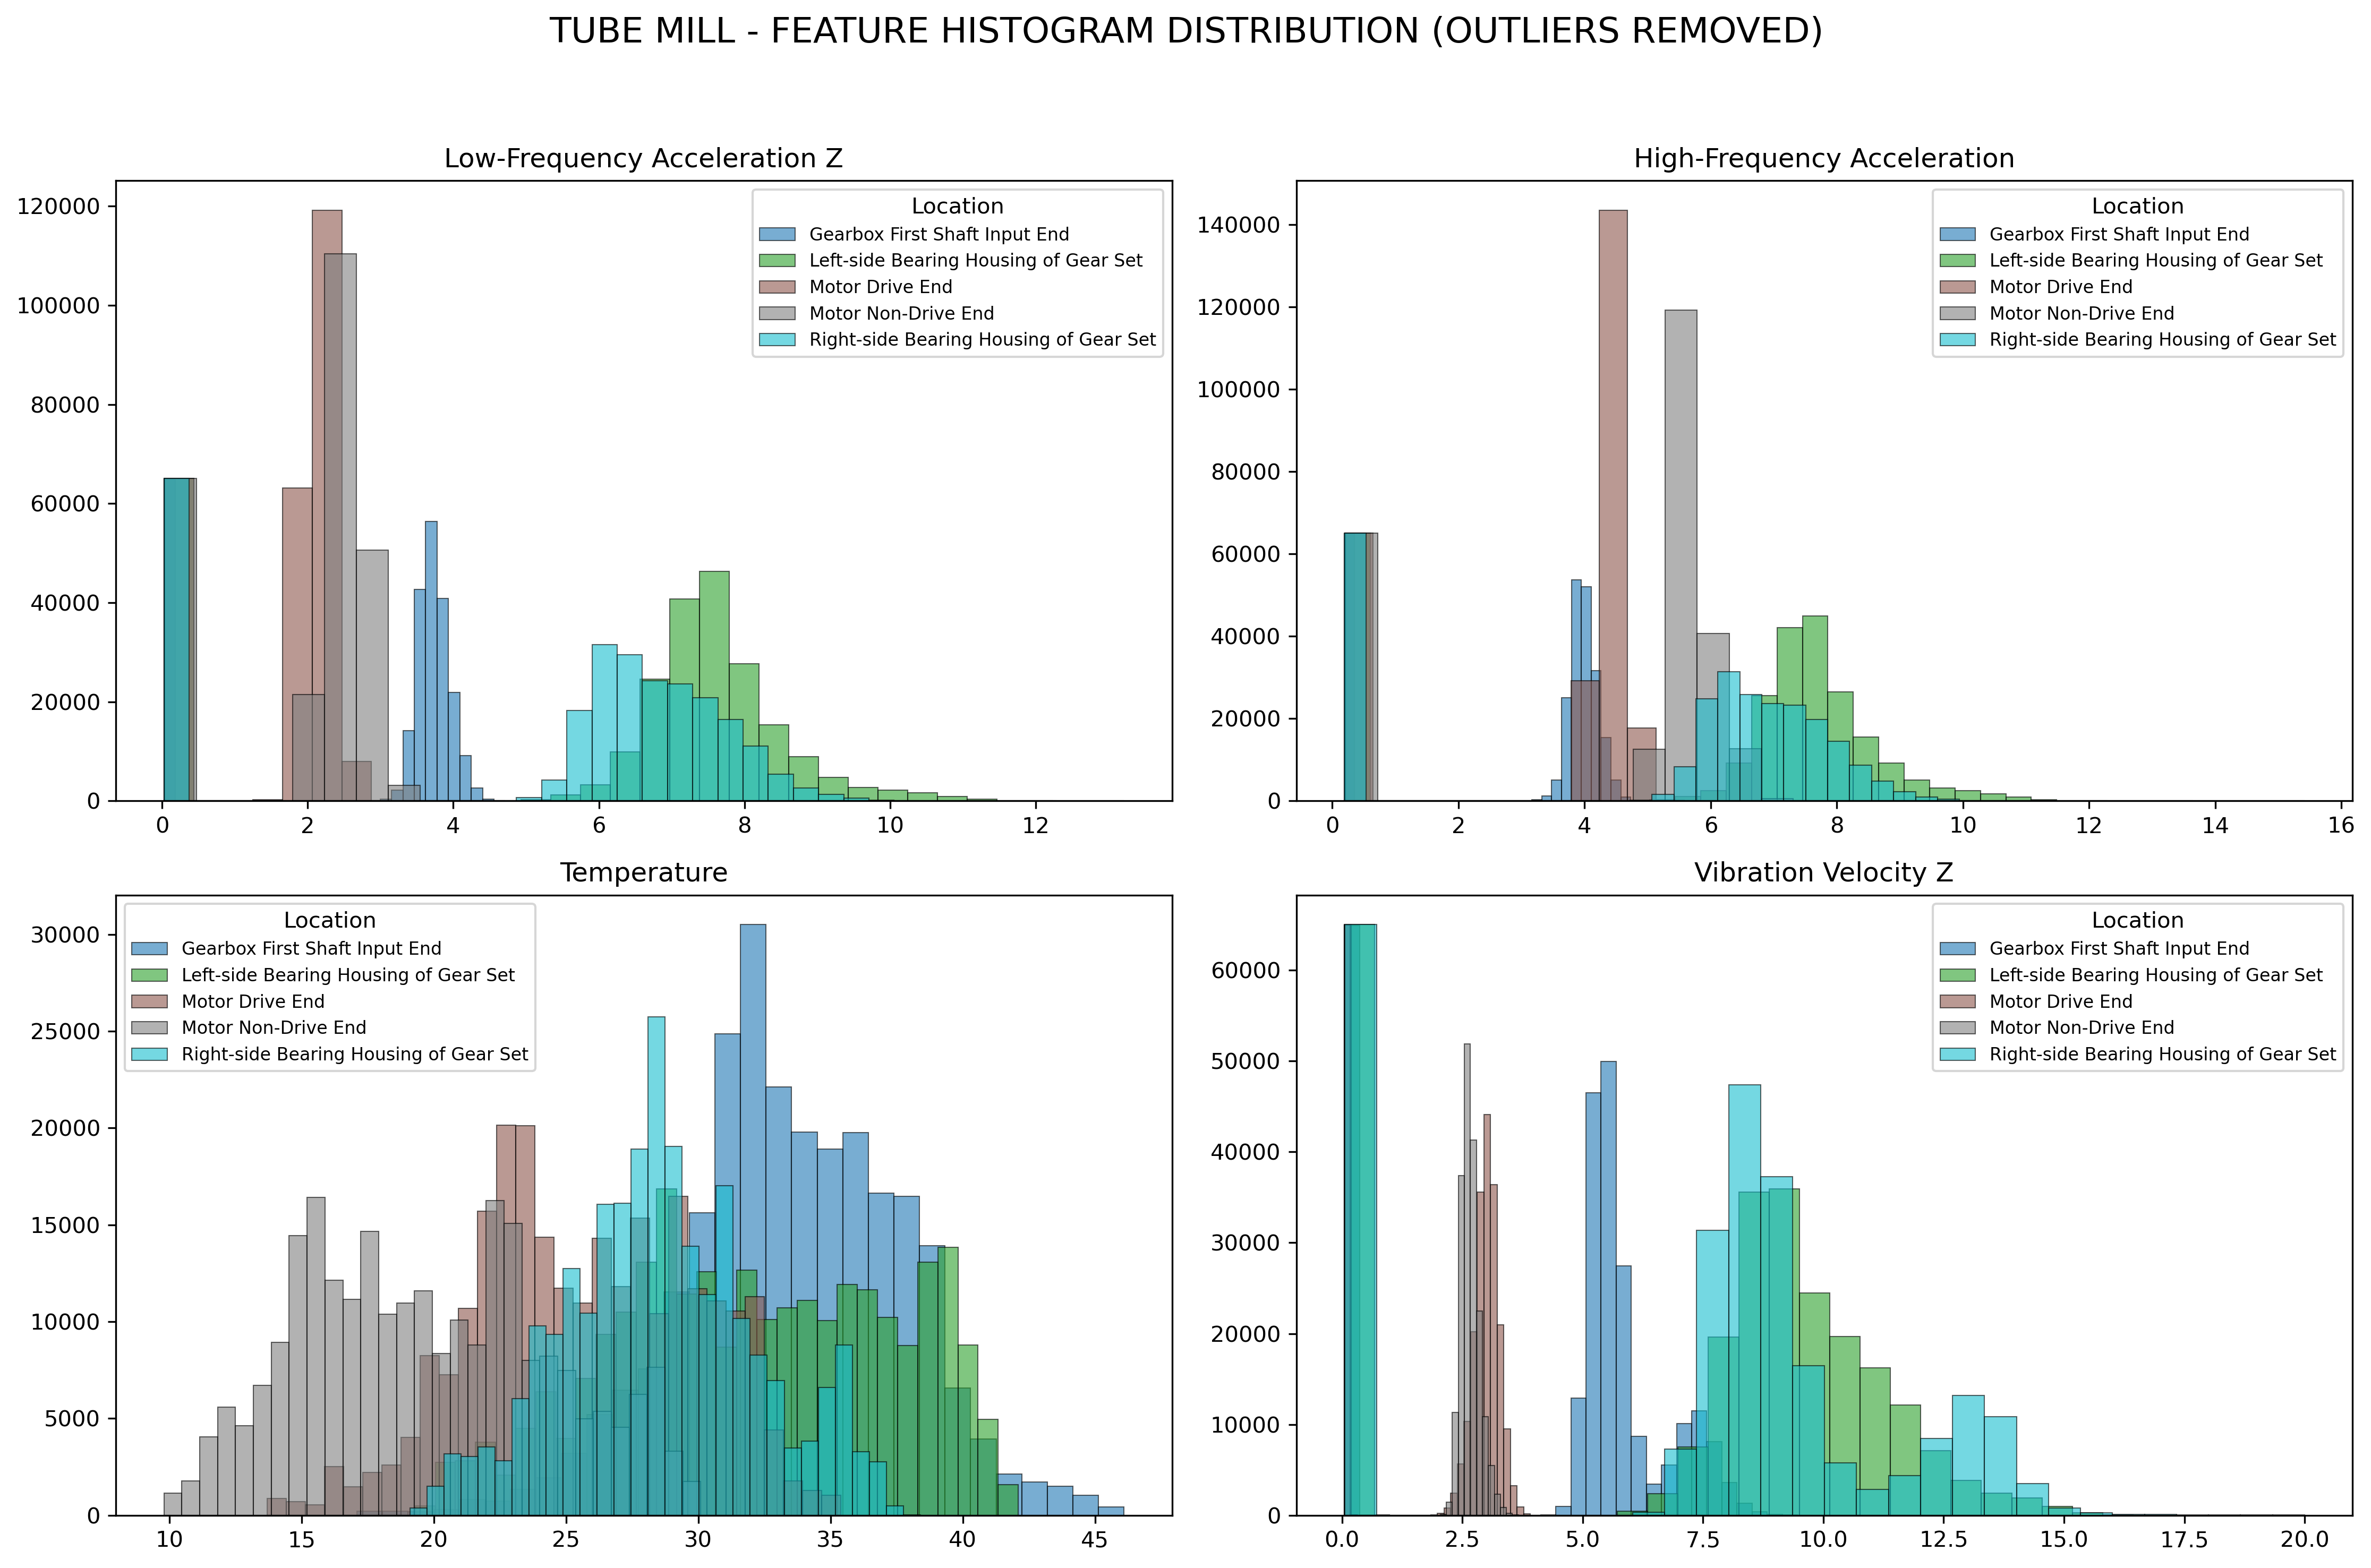 TUBE MILL - FEATURE HISTOGRAM DISTRIBUTION (OUTLIERS REMOVED)
Low-Frequency Acceleration Z
120000
100000
80000
60000
40000
20000
0
0 2 4 6 8 10 12
Location
Gearbox First Shaft Input End
Left-side Bearing Housing of Gear Set
Motor Drive End
Motor Non-Drive End
Right-side Bearing Housing of Gear Set
High-Frequency Acceleration
140000
120000
100000
80000
60000
40000
20000
0
0 2 4 6 8 10 12 14 16
Location
Gearbox First Shaft Input End
Left-side Bearing Housing of Gear Set
Motor Drive End
Motor Non-Drive End
Right-side Bearing Housing of Gear Set
Temperature
30000
25000
20000
15000
10000
5000
0
10 15 20 25 30 35 40 45
Location
Gearbox First Shaft Input End
Left-side Bearing Housing of Gear Set
Motor Drive End
Motor Non-Drive End
Right-side Bearing Housing of Gear Set
Vibration Velocity Z
60000
50000
40000
30000
20000
10000
0
0.0 2.5 5.0 7.5 10.0 12.5 15.0 17.5 20.0
Location
Gearbox First Shaft Input End
Left-side Bearing Housing of Gear Set
Motor Drive End
Motor Non-Drive End
Right-side Bearing Housing of Gear Set